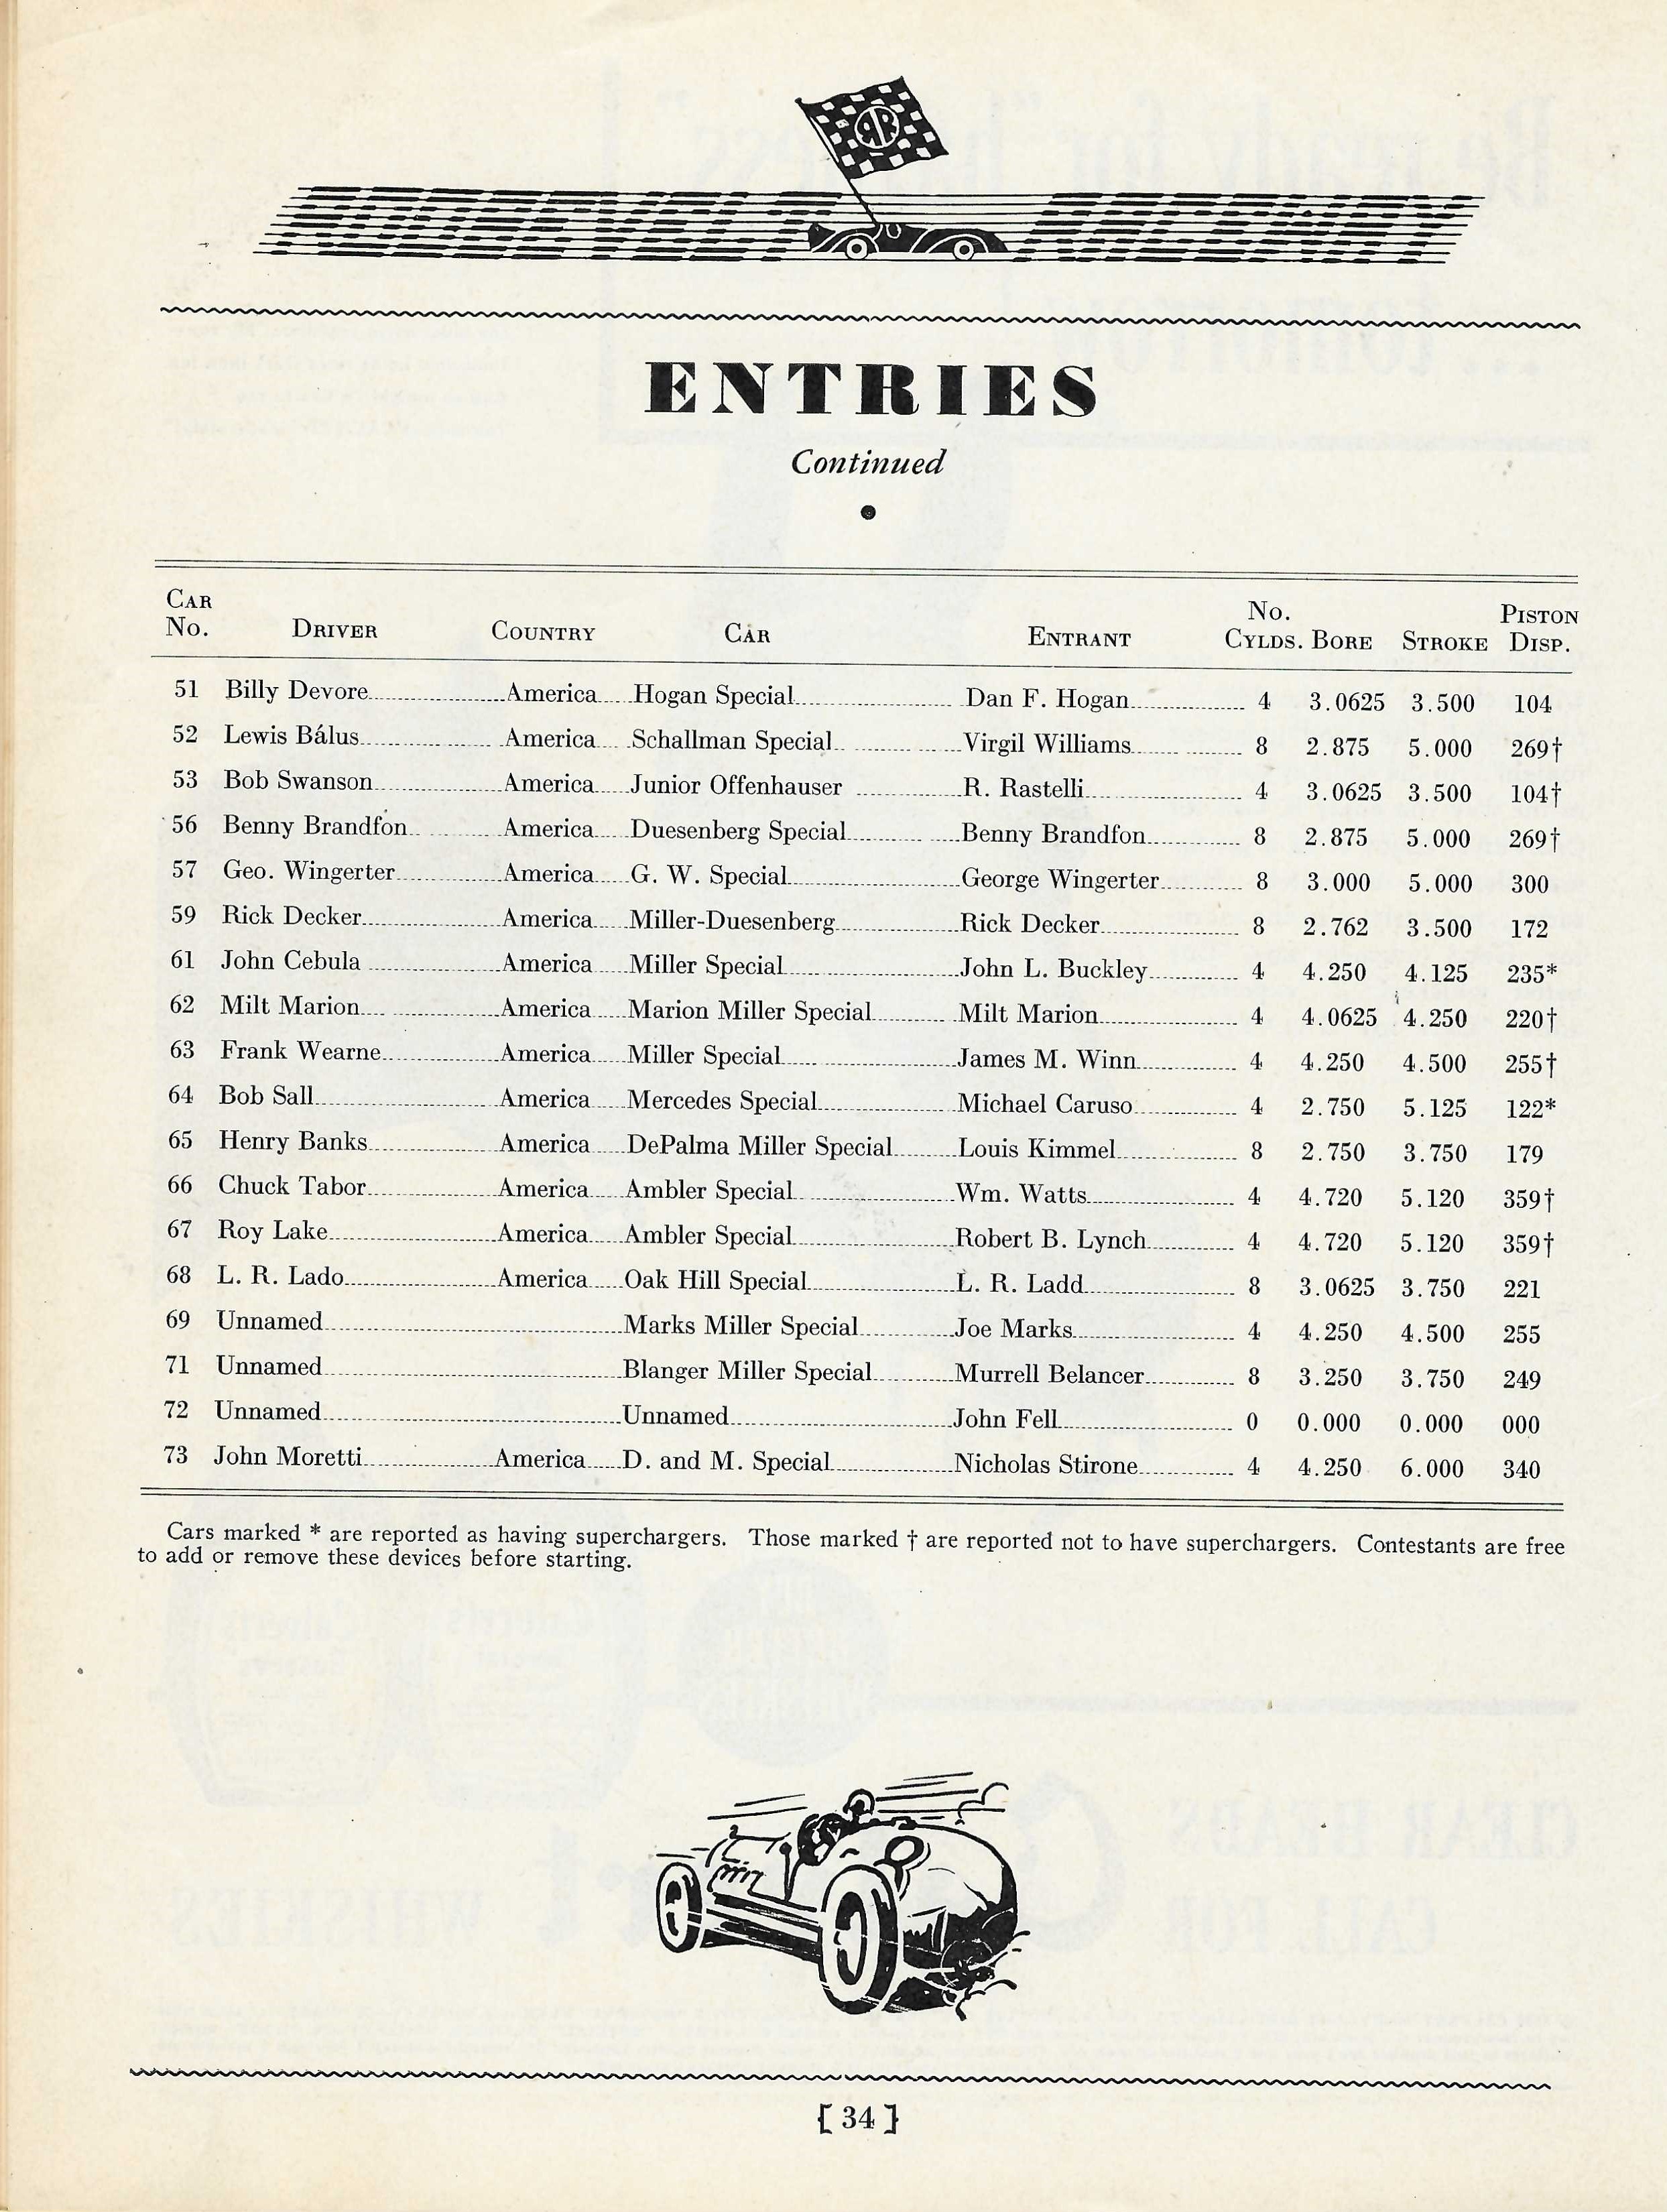 ENTRIES
Continued
CAR No. DRIVER COUNTRY CAR ENTRANT No. CYLDS. BORE STROKE PISTON DISP.
51 Billy Devore America Hogan Special Dan F. Hogan 4 3.0625 3.500 104
52 Lewis Bálus America Schallman Special Virgil Williams 8 2.875 5.000 269†
53 Bob Swanson America Junior Offenhauser R. Rastelli 4 3.0625 3.500 104†
56 Benny Brandfon America Duesenberg Special Benny Brandfon 8 2.875 5.000 269†
57 Geo. Wingerter America G. W. Special George Wingerter 8 3.000 5.000 300
59 Rick Decker America Miller-Duesenberg Rick Decker 8 2.762 3.500 172
61 John Cebula America Miller Special John L. Buckley 4 4.250 4.125 235*
62 Milt Marion America Marion Miller Special Milt Marion 4 4.0625 4.250 220†
63 Frank Wearne America Miller Special James M. Winn 4 4.250 4.500 255†
64 Bob Sall America Mercedes Special Michael Caruso 4 2.750 5.125 122*
65 Henry Banks America DePalma Miller Special Louis Kimmel 8 2.750 3.750 179
66 Chuck Tabor America Ambler Special Wm. Watts 4 4.720 5.120 359†
67 Roy Lake America Ambler Special Robert B. Lynch 4 4.720 5.120 359†
68 L. R. Lado America Oak Hill Special L. R. Ladd 8 3.0625 3.750 221
69 Unnamed Marks Miller Special Joe Marks 4 4.250 4.500 255
71 Unnamed Blanger Miller Special Murrell Belancer 8 3.250 3.750 249
72 Unnamed Unnamed John Fell 0 0.000 0.000 000
73 John Moretti America D. and M. Special Nicholas Stirone 4 4.250 6.000 340
Cars marked * are reported as having superchargers. Those marked † are reported not to have superchargers. Contestants are free
to add or remove these devices before starting.
[ 34 ]